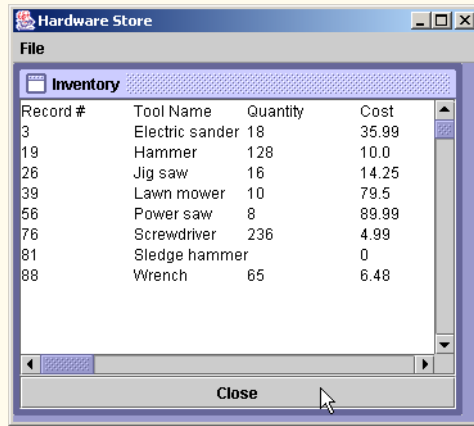 Hardware Store
File
Inventory
Record # Tool Name Quantity Cost
3 Electric sander 18 35.99
19 Hammer 128 10.0
26 Jig saw 16 14.25
39 Lawn mower 10 79.5
56 Power saw 8 89.99
76 Screwdriver 236 4.99
81 Sledge hammer 0
88 Wrench 65 6.48
Close